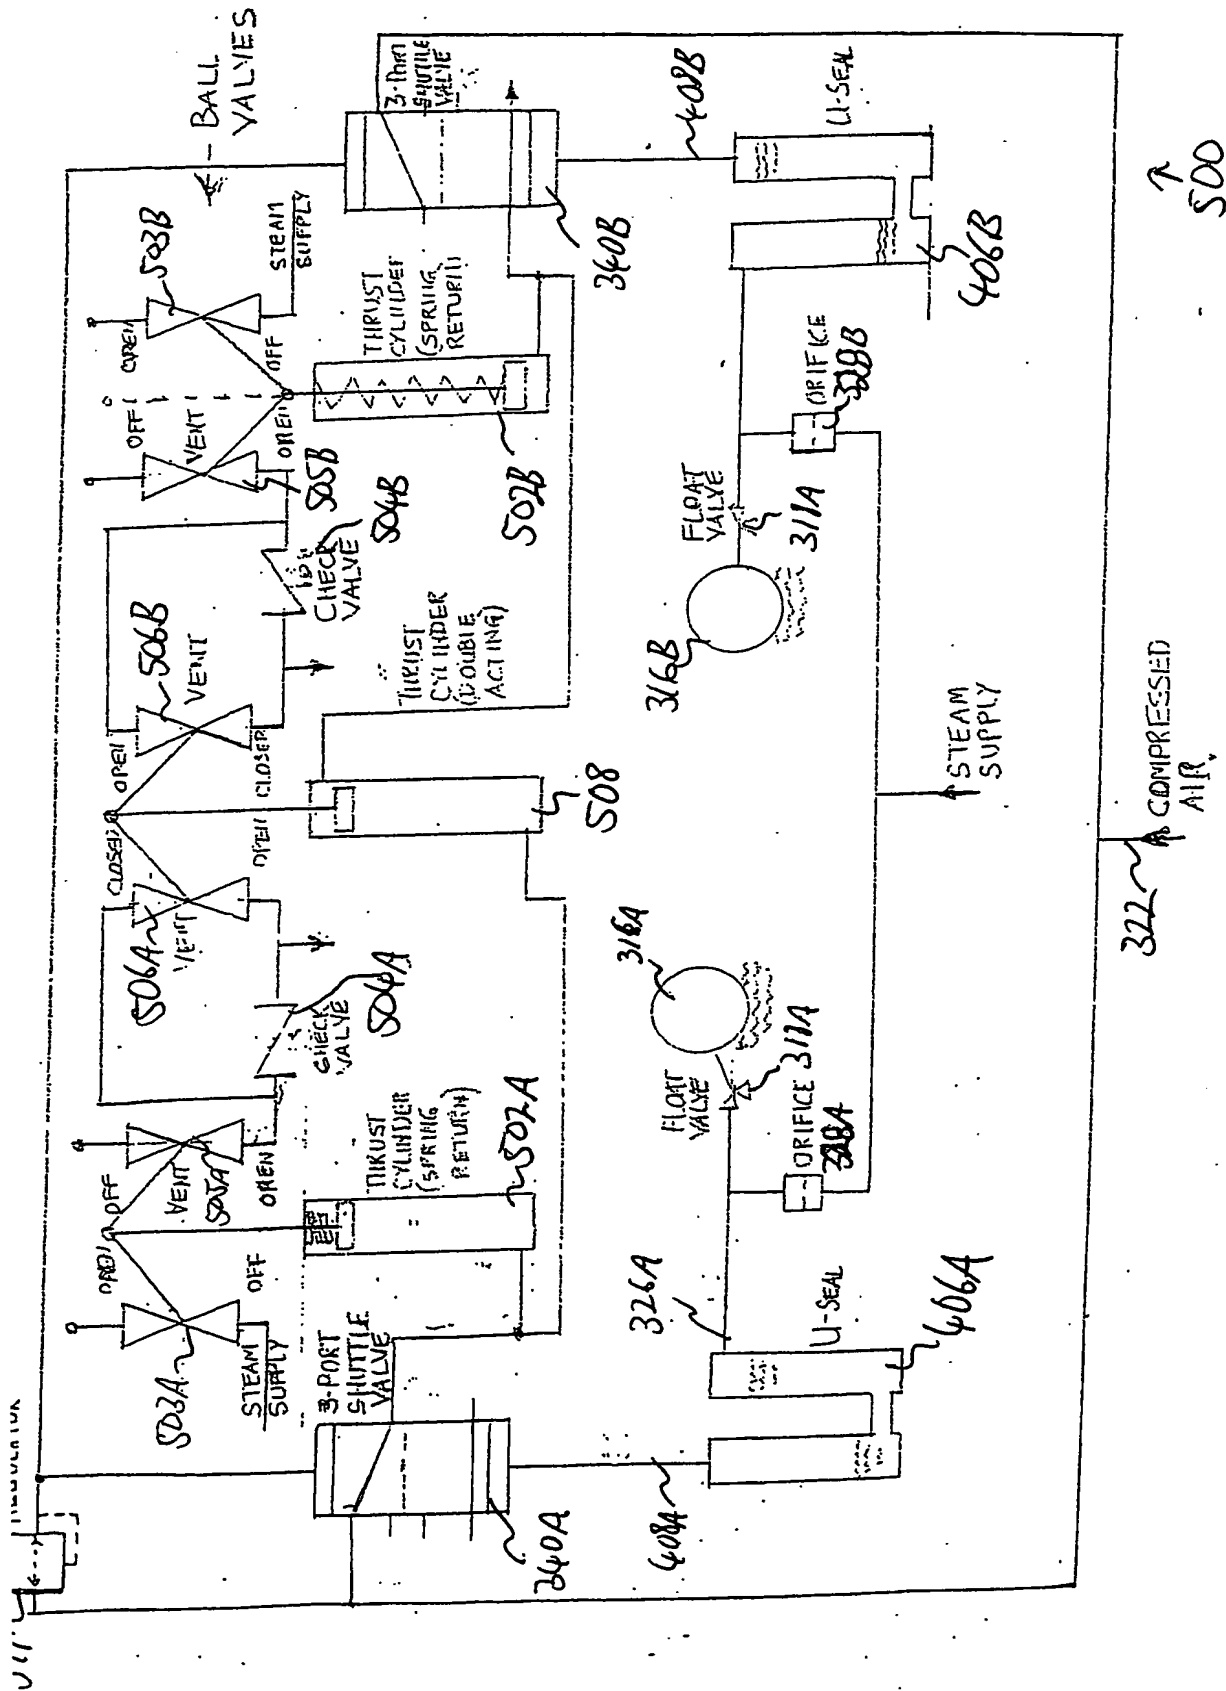 BALL
VALVES
503B
STEAM
SUPPLY
OPEN
OFF
OFF
VENT
OPEN
505B
THRUST
CYLINDER
(SPRING
RETURN)
502B
3-PORT
SHUTTLE
VALVE
340B
408B
U-SEAL
406B
500
ORIFICE
328B
FLOAT
VALVE
311A
316B
504B
CHECK
VALVE
506B
VENT
OPEN
CLOSED
THRUST
CYLINDER
(DOUBLE
ACTING)
508
CLOSED
OPEN
506A
VENT
504A
CHECK
VALVE
OFF
VENT
505A
OPEN
THRUST
CYLINDER
(SPRING
RETURN)
502A
OPEN
OFF
503A
STEAM
SUPPLY
3-PORT
SHUTTLE
VALVE
340A
408A
U-SEAL
406A
326A
ORIFICE
328A
FLOAT
VALVE
311A
316A
STEAM
SUPPLY
322
COMPRESSED
AIR